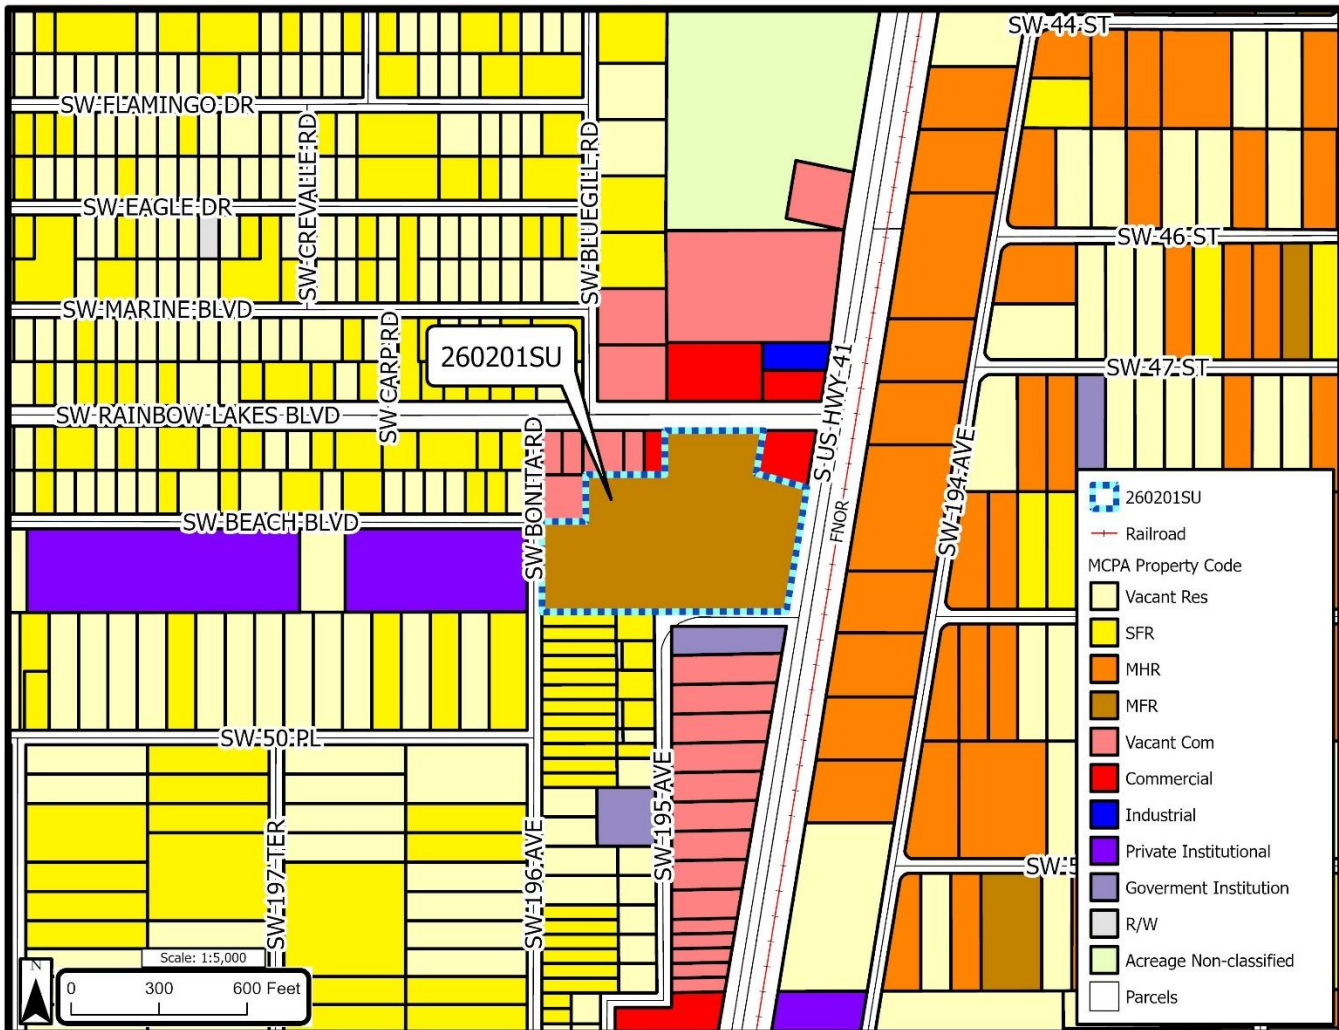 SW 44 ST
SW FLAMINGO DR
SW CREVALLE RD
SW BLUEGILL RD
SW EAGLE DR
SW 46 ST
SW MARINE BLVD
SW CARP RD
260201SU
SW 47 ST
S US HWY 41
SW RAINBOW LAKES BLVD
SW BONITA RD
SW 194 AVE
FNOR
SW BEACH BLVD
260201SU
Railroad
MCPA Property Code
Vacant Res
SFR
MHR
MFR
Vacant Com
Commercial
Industrial
Private Institutional
Goverment Institution
R/W
Acreage Non-classified
Parcels
SW 50 PL
SW 195 AVE
SW 197 TER
SW 196 AVE
SW 5
Scale: 1:5,000
N
0 300 600 Feet